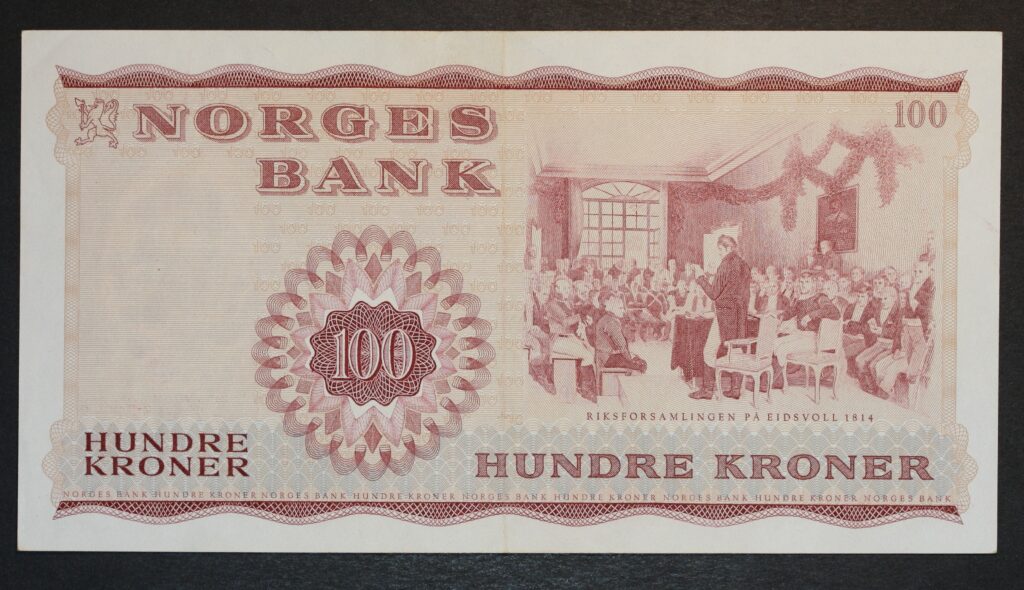 NORGES
BANK
100
100
RIKSFORSAMLINGEN PÅ EIDSVOLL 1814
HUNDRE
KRONER
HUNDRE KRONER
NORGES BANK HUNDRE KRONER NORGES BANK HUNDRE KRONER NORGES BANK HUNDRE KRONER NORGES BANK HUNDRE KRONER NORGES BANK